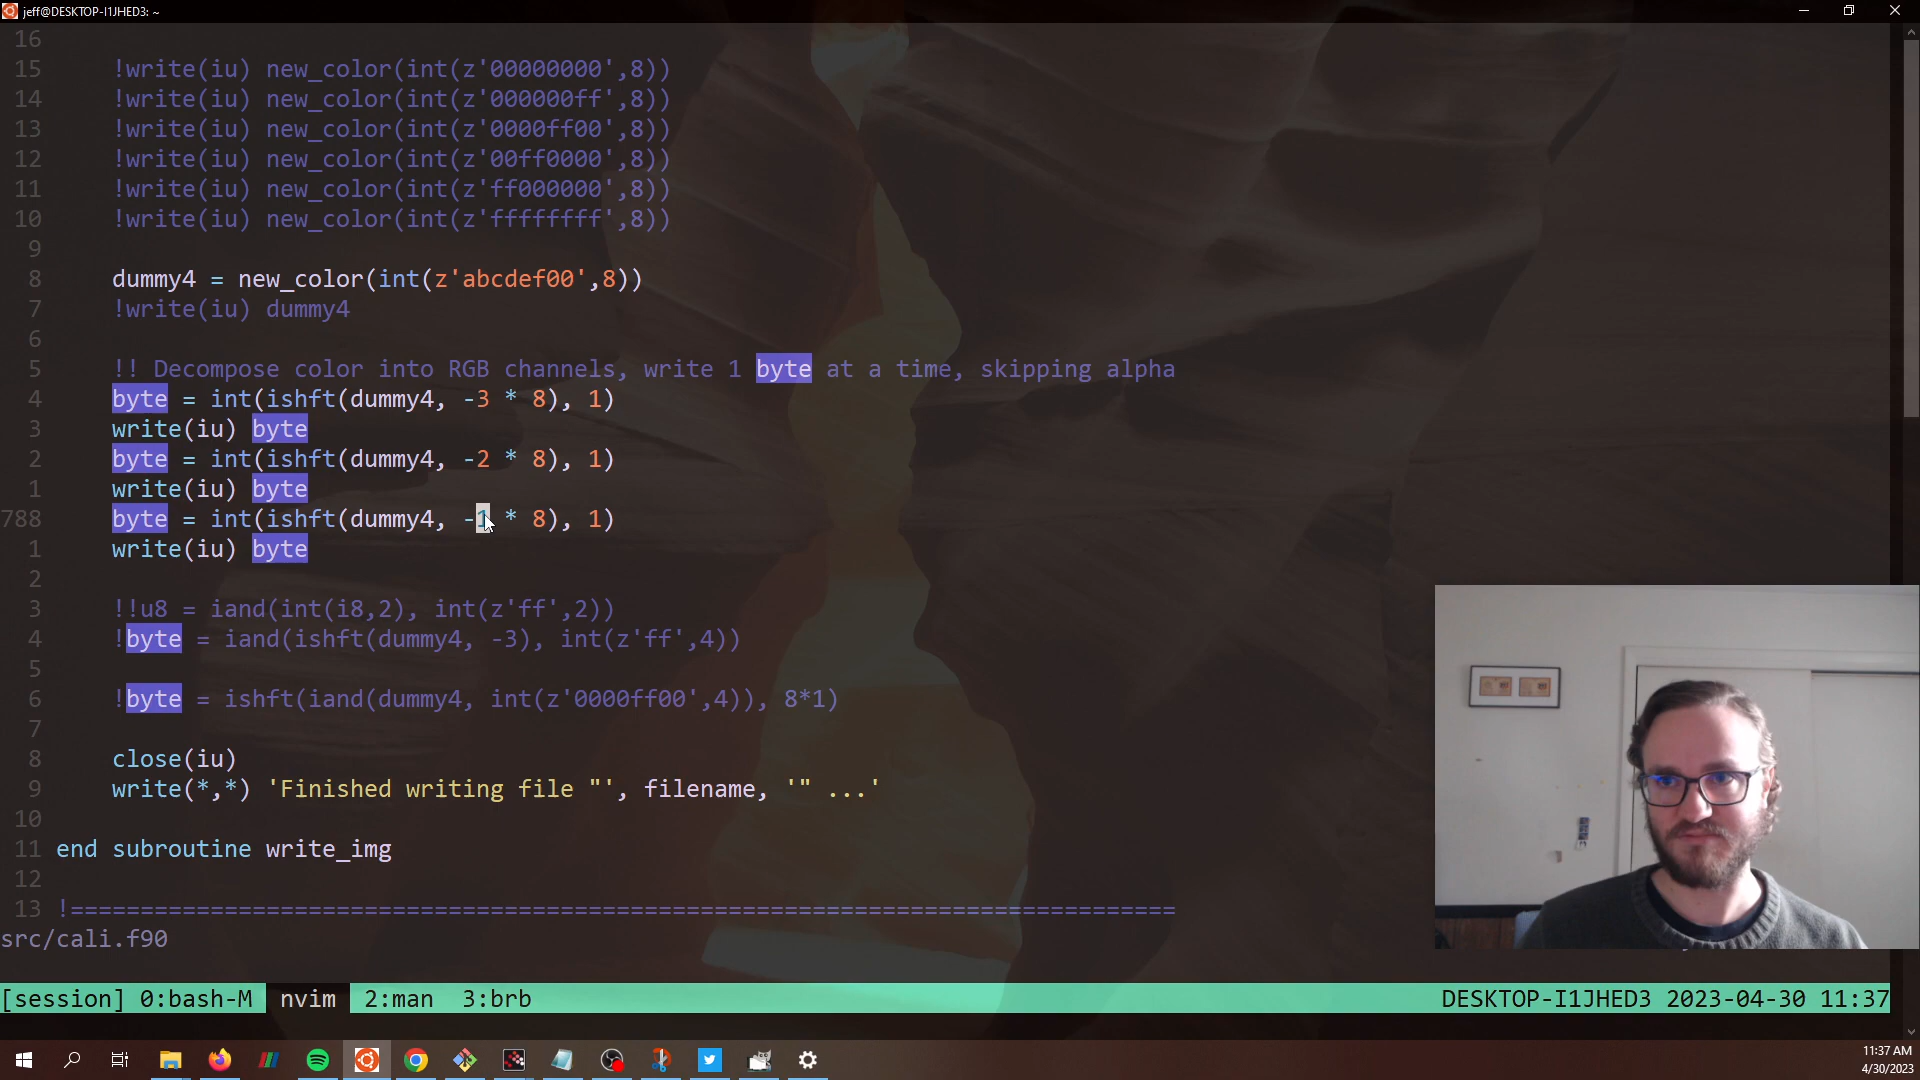 jeff@DESKTOP-I1JHED3: ~
16
15 !write(iu) new_color(int(z'00000000',8))
14 !write(iu) new_color(int(z'000000ff',8))
13 !write(iu) new_color(int(z'0000ff00',8))
12 !write(iu) new_color(int(z'00ff0000',8))
11 !write(iu) new_color(int(z'ff000000',8))
10 !write(iu) new_color(int(z'ffffffff',8))
9
8 dummy4 = new_color(int(z'abcdef00',8))
7 !write(iu) dummy4
6
5 !! Decompose color into RGB channels, write 1 byte at a time, skipping alpha
4 byte = int(ishft(dummy4, -3 * 8), 1)
3 write(iu) byte
2 byte = int(ishft(dummy4, -2 * 8), 1)
1 write(iu) byte
788 byte = int(ishft(dummy4, -1 * 8), 1)
1 write(iu) byte
2
3 !!u8 = iand(int(i8,2), int(z'ff',2))
4 !byte = iand(ishft(dummy4, -3), int(z'ff',4))
5
6 !byte = ishft(iand(dummy4, int(z'0000ff00',4)), 8*1)
7
8 close(iu)
9 write(*,*) 'Finished writing file "', filename, '" ...'
10
11 end subroutine write_img
12
13 !===============================================================================
src/cali.f90
[session] 0:bash-M nvim 2:man 3:brb DESKTOP-I1JHED3 2023-04-30 11:37
11:37 AM
4/30/2023